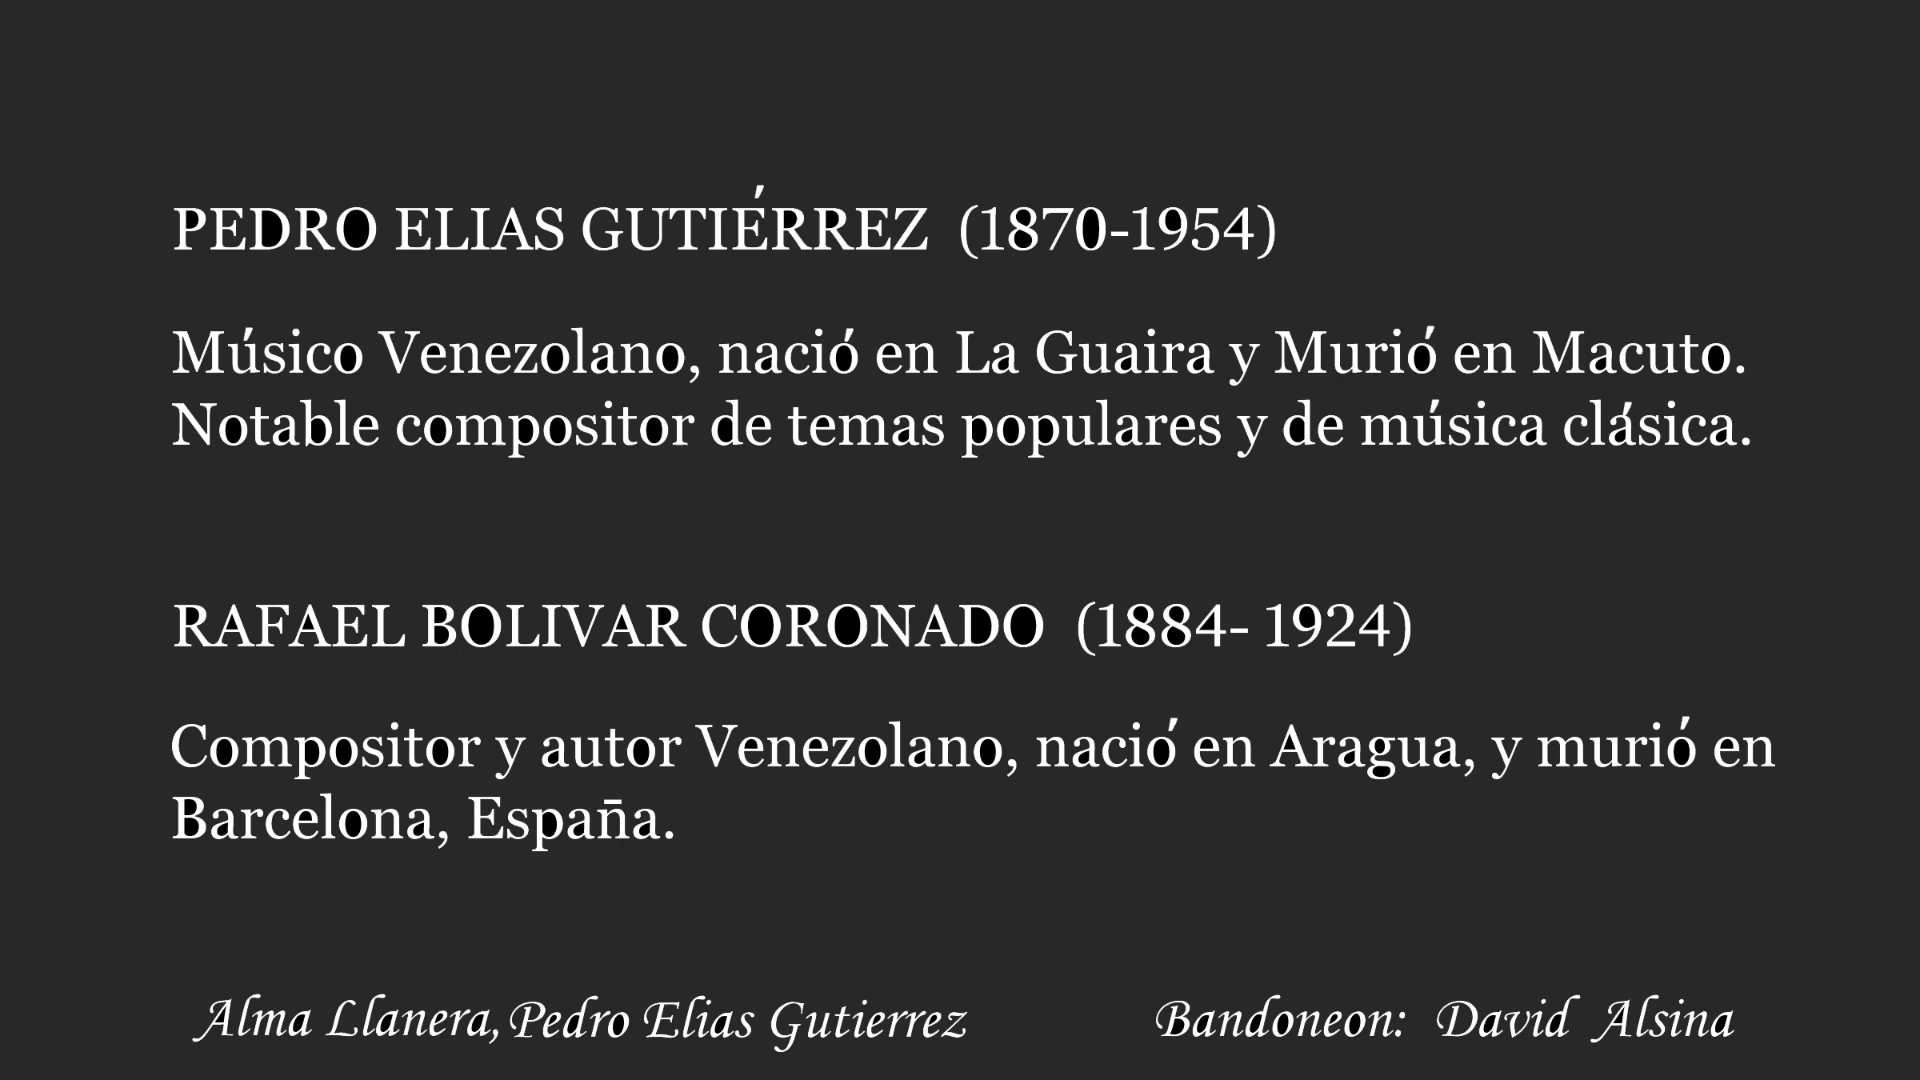 PEDRO ELIAS GUTIÉRREZ (1870-1954)
Músico Venezolano, nació en La Guaira y Murió en Macuto.
Notable compositor de temas populares y de música clásica.
RAFAEL BOLIVAR CORONADO (1884- 1924)
Compositor y autor Venezolano, nació en Aragua, y murió en
Barcelona, España.
Alma Llanera, Pedro Elias Gutierrez
Bandoneon: David Alsina